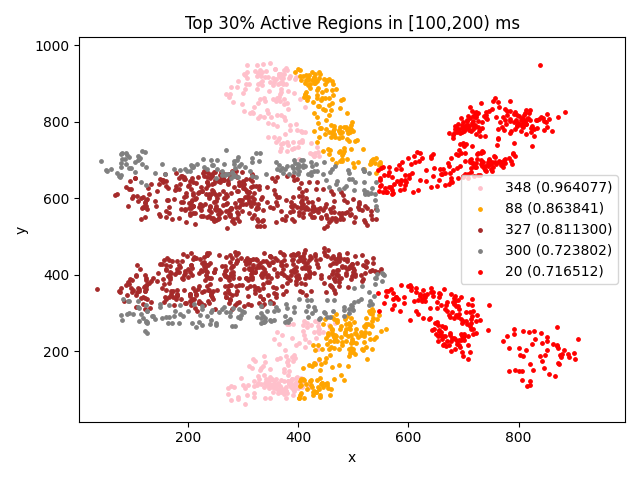 Top 30% Active Regions in [100,200) ms
1000
800
600
400
200
y
348 (0.964077)
88 (0.863841)
327 (0.811300)
300 (0.723802)
20 (0.716512)
200 400 600 800
x